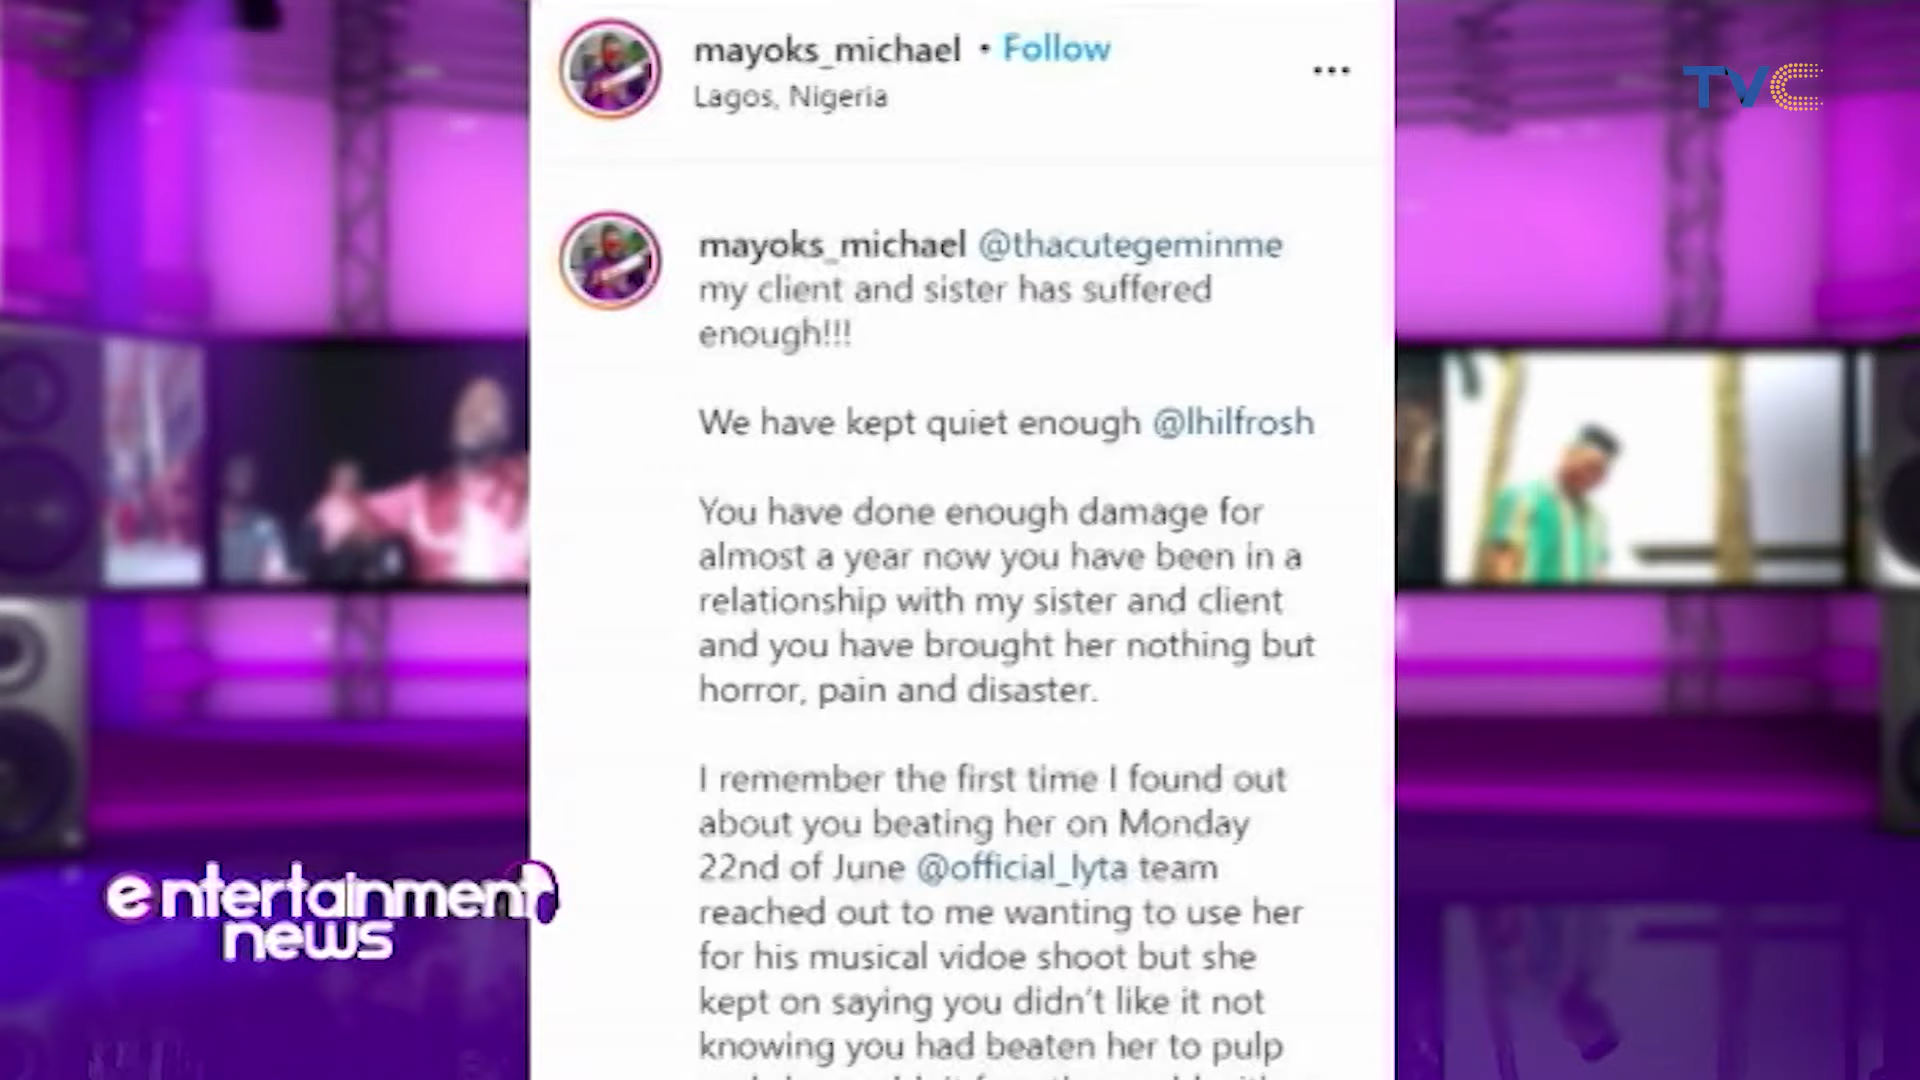 mayoks_michael • Follow
Lagos, Nigeria
TVC
mayoks_michael @thacutegeminme
my client and sister has suffered
enough!!!
We have kept quiet enough @lhilfrosh
You have done enough damage for
almost a year now you have been in a
relationship with my sister and client
and you have brought her nothing but
horror, pain and disaster.
I remember the first time I found out
about you beating her on Monday
22nd of June @official_lyta team
reached out to me wanting to use her
for his musical vidoe shoot but she
kept on saying you didn't like it not
knowing you had beaten her to pulp
entertainment
news